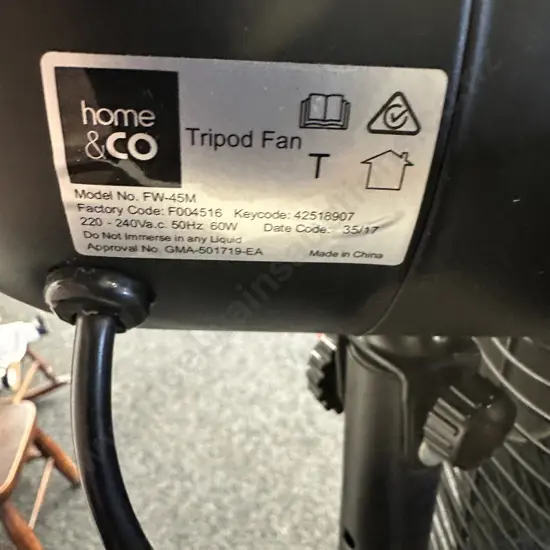 home
&co
Tripod Fan
T
Model No. FW-45M
Factory Code: F004516 Keycode: 42518907
220 - 240Va.c. 50Hz 60W Date Code: 35/17
Do Not Immerse in any Liquid
Approval No. GMA-501719-EA Made in China